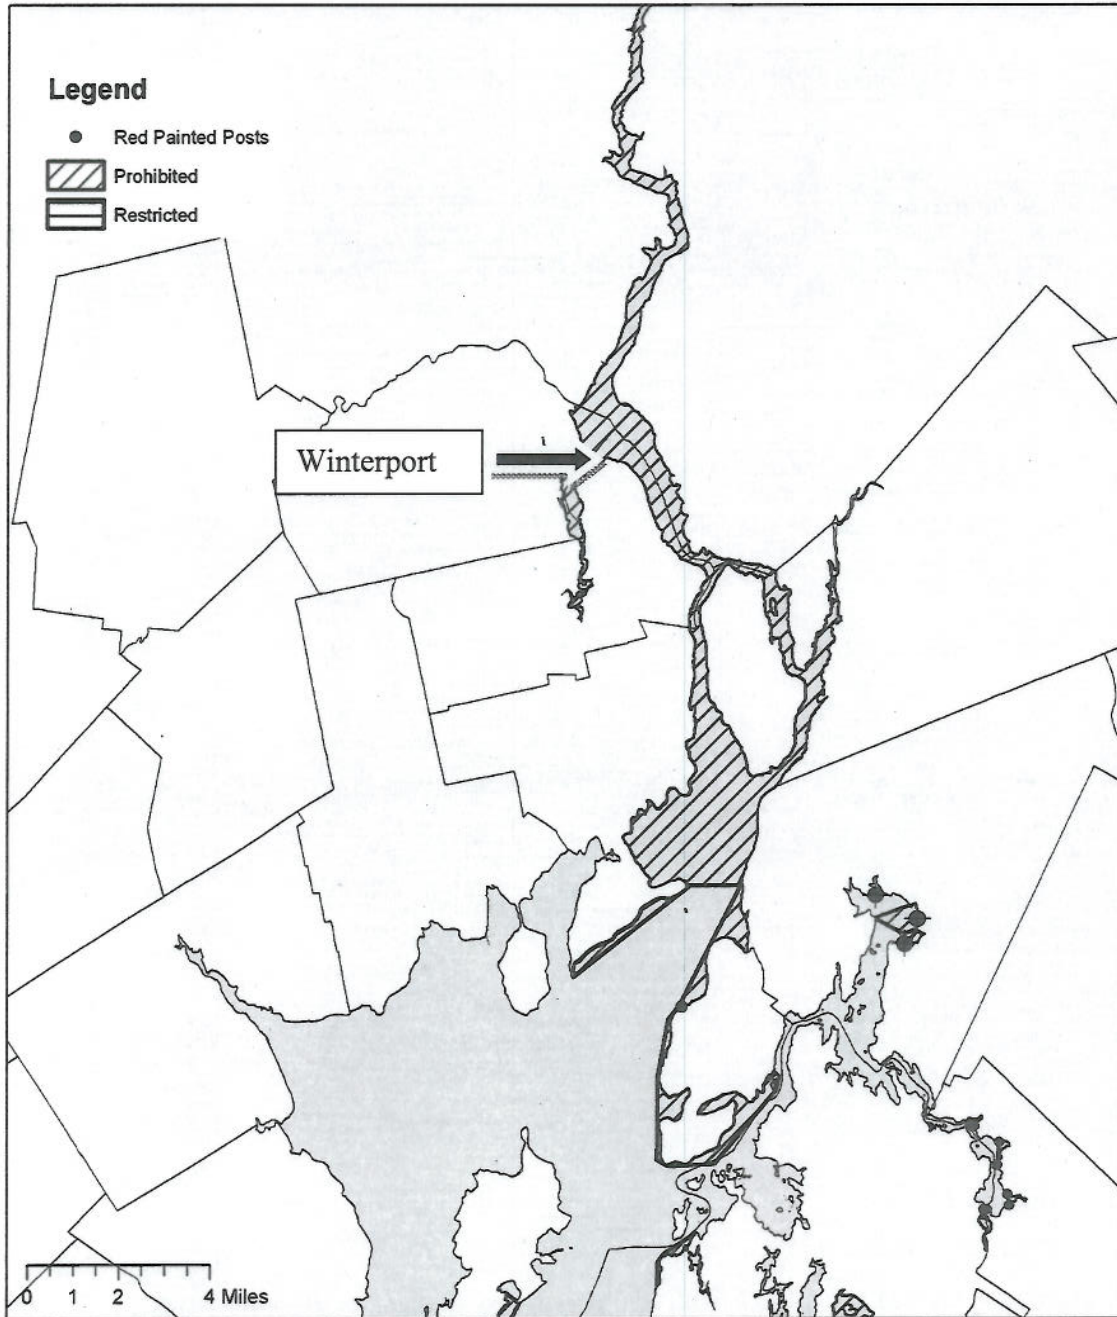 Legend
Red Painted Posts
Prohibited
Restricted
Winterport
0 1 2 4 Miles